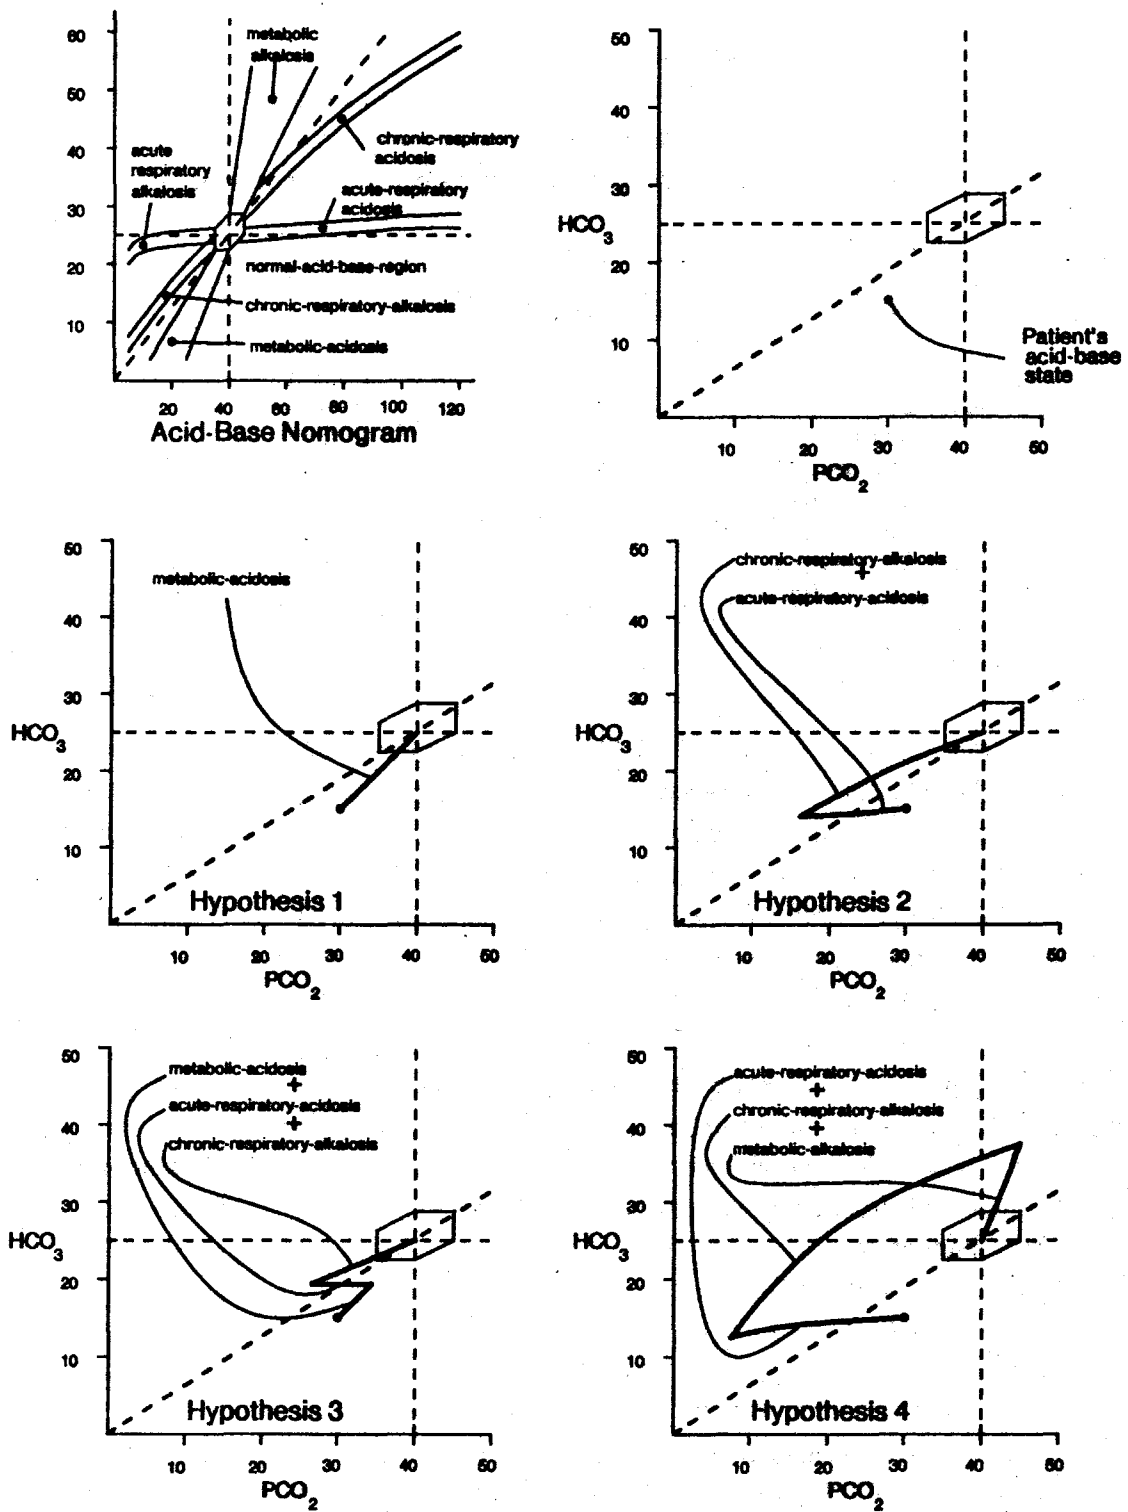 60
50
40
30
20
10
metabolic
alkalosis
acute
respiratory
alkalosis
chronic-respiratory
acidosis
acute-respiratory
acidosis
normal-acid-base-region
chronic-respiratory-alkalosis
metabolic-acidosis
20 40 60 80 100 120
Acid-Base Nomogram
50
40
30
HCO3
20
10
Patient's
acid-base
state
10 20 30 40 50
PCO2
50
metabolic-acidosis
40
30
HCO3
20
10
Hypothesis 1
10 20 30 40 50
PCO2
50
chronic-respiratory-alkalosis
+
acute-respiratory-acidosis
40
30
HCO3
20
10
Hypothesis 2
10 20 30 40 50
PCO2
50
metabolic-acidosis
+
acute-respiratory-acidosis
+
chronic-respiratory-alkalosis
40
30
HCO3
20
10
Hypothesis 3
10 20 30 40 50
PCO2
50
acute-respiratory-acidosis
+
chronic-respiratory-alkalosis
+
metabolic-alkalosis
40
30
HCO3
20
10
Hypothesis 4
10 20 30 40 50
PCO2